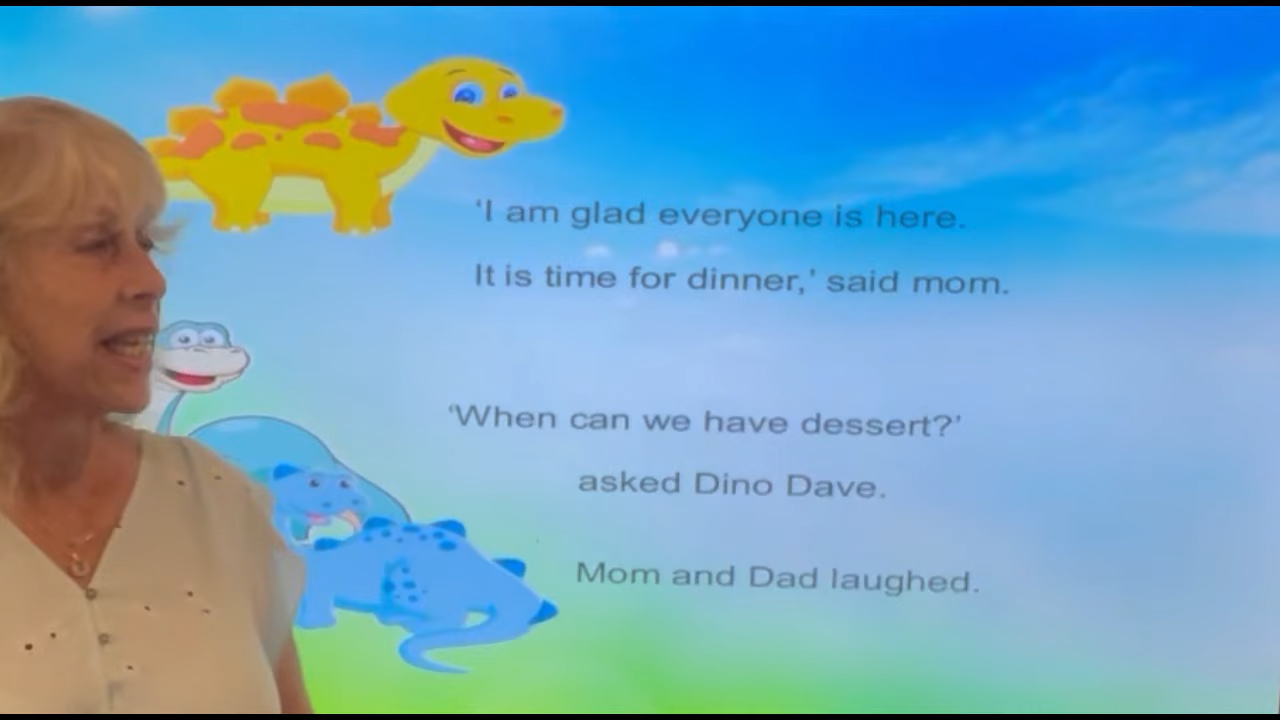 ‘I am glad everyone is here.
It is time for dinner,’ said mom.
‘When can we have dessert?’
asked Dino Dave.
Mom and Dad laughed.